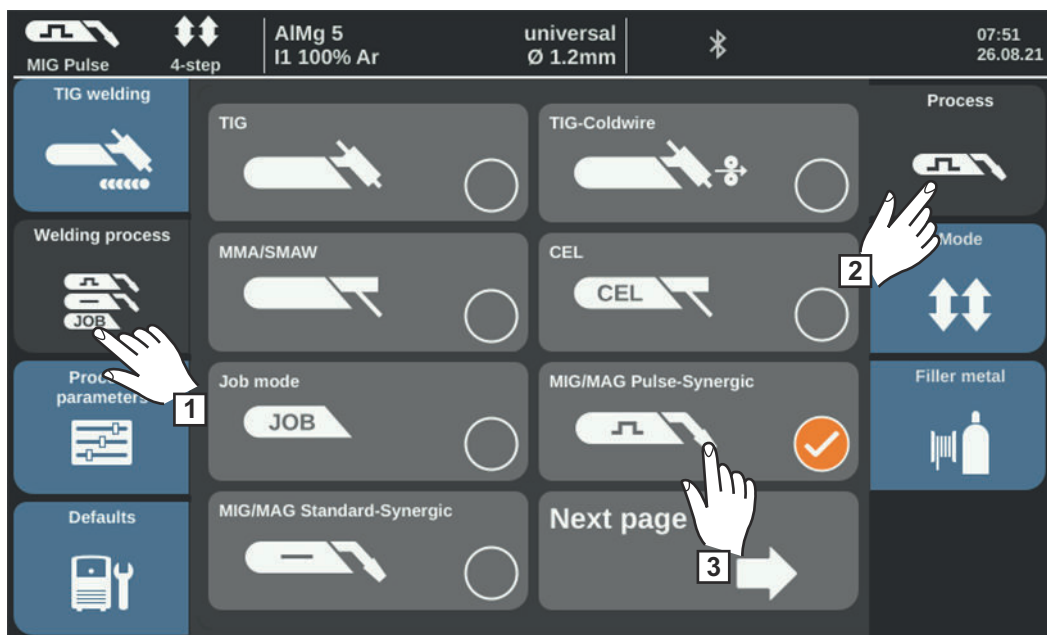 MIG Pulse
4-step
AlMg 5
I1 100% Ar
universal
Ø 1.2mm
07:51
26.08.21
TIG welding
Welding process
JOB
1
parameters
Defaults
TIG
TIG-Coldwire
MMA/SMAW
CEL
CEL
Job mode
JOB
MIG/MAG Pulse-Synergic
MIG/MAG Standard-Synergic
Next page
3
Process
2
Mode
Filler metal